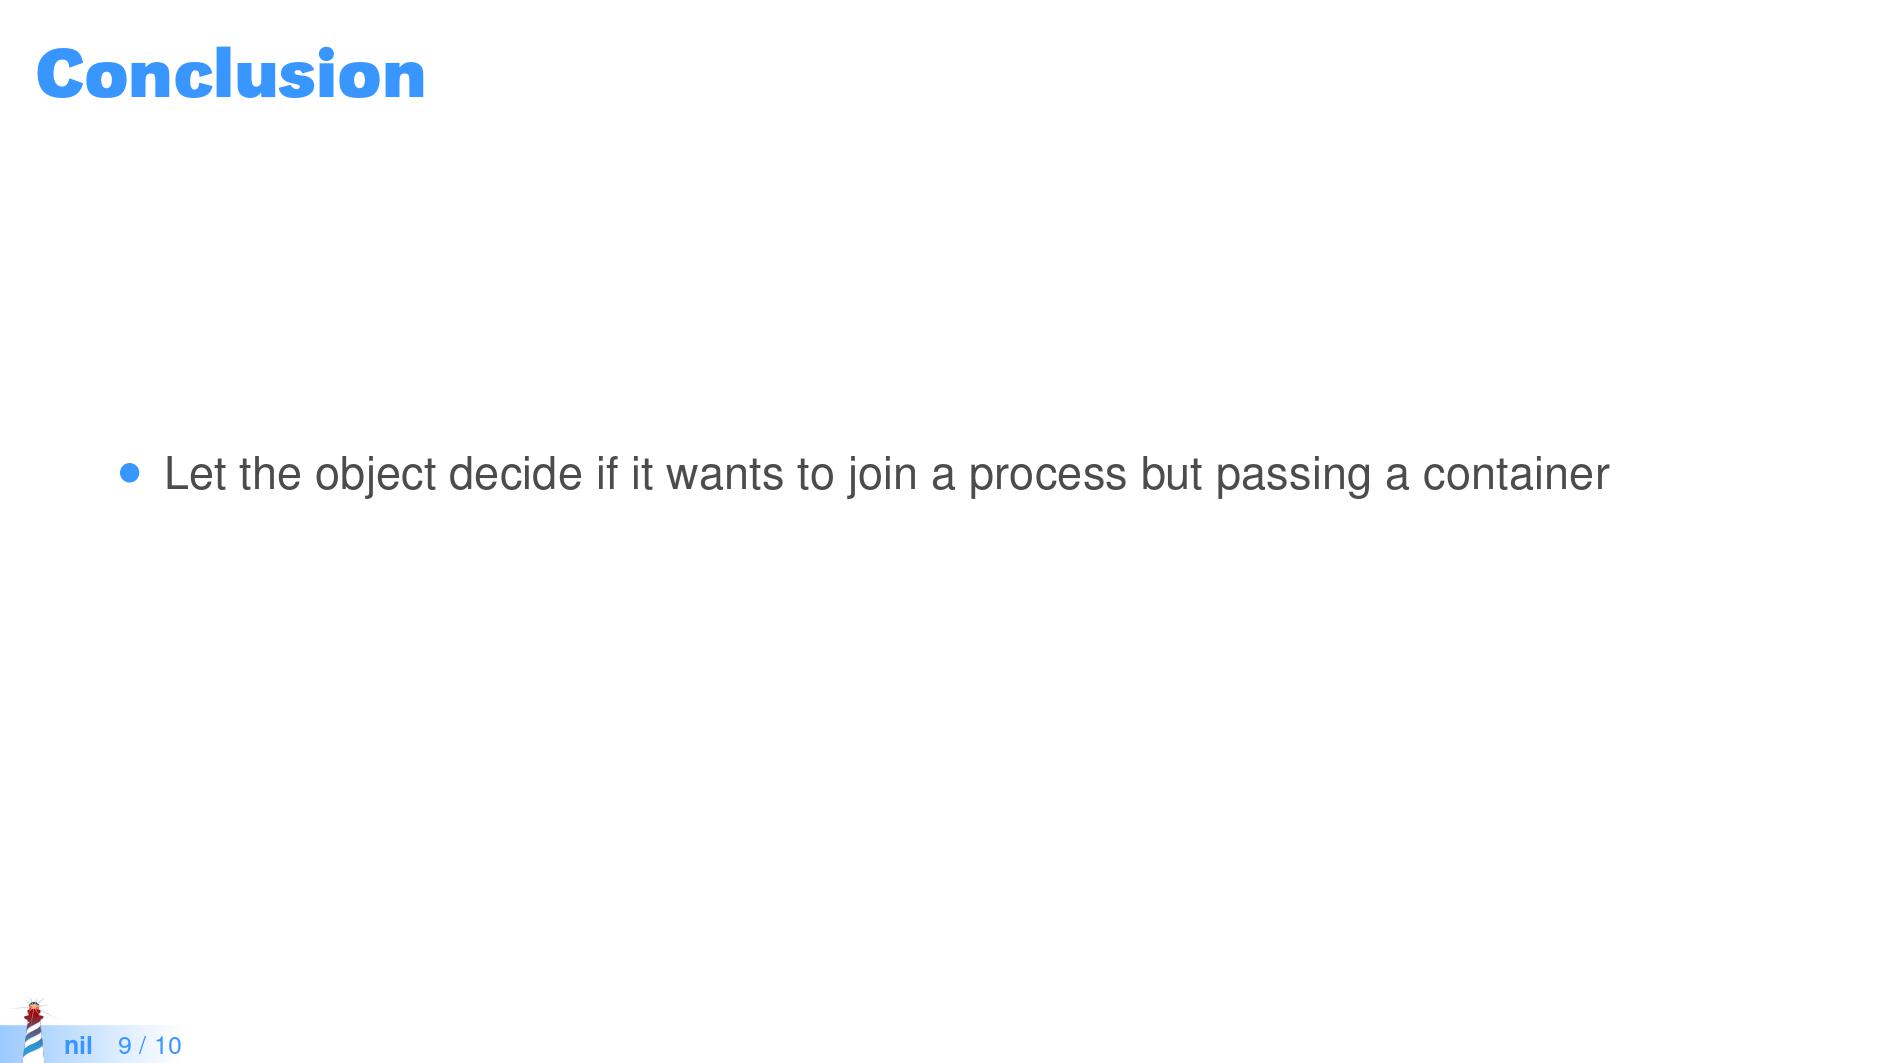 Conclusion
• Let the object decide if it wants to join a process but passing a container
nil 9 / 10